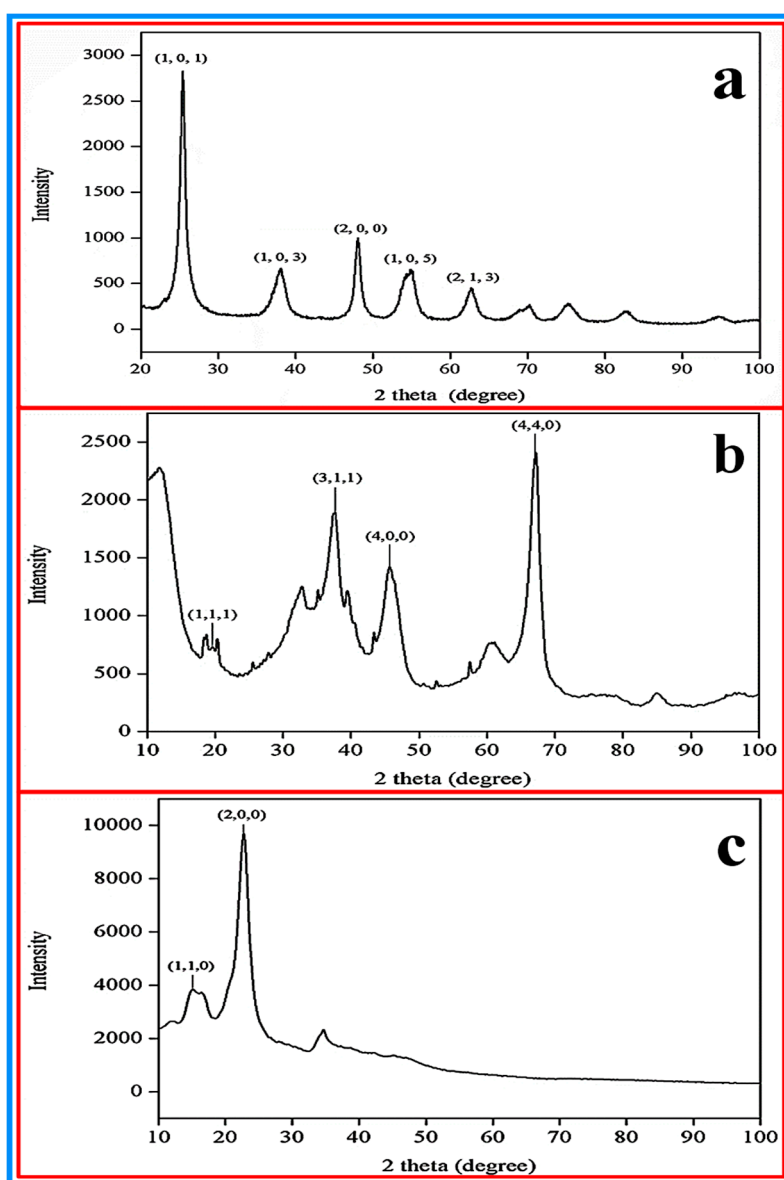 a
3000
2500
2000
1500
1000
500
0
Intensity
(1, 0, 1)
(1, 0, 3)
(2, 0, 0)
(1, 0, 5)
(2, 1, 3)
20 30 40 50 60 70 80 90 100
2 theta (degree)
b
2500
2000
1500
1000
500
0
Intensity
(1,1,1)
(3,1,1)
(4,0,0)
(4,4,0)
10 20 30 40 50 60 70 80 90 100
2 theta (degree)
c
10000
8000
6000
4000
2000
0
Intensity
(1,1,0)
(2,0,0)
10 20 30 40 50 60 70 80 90 100
2 theta (degree)